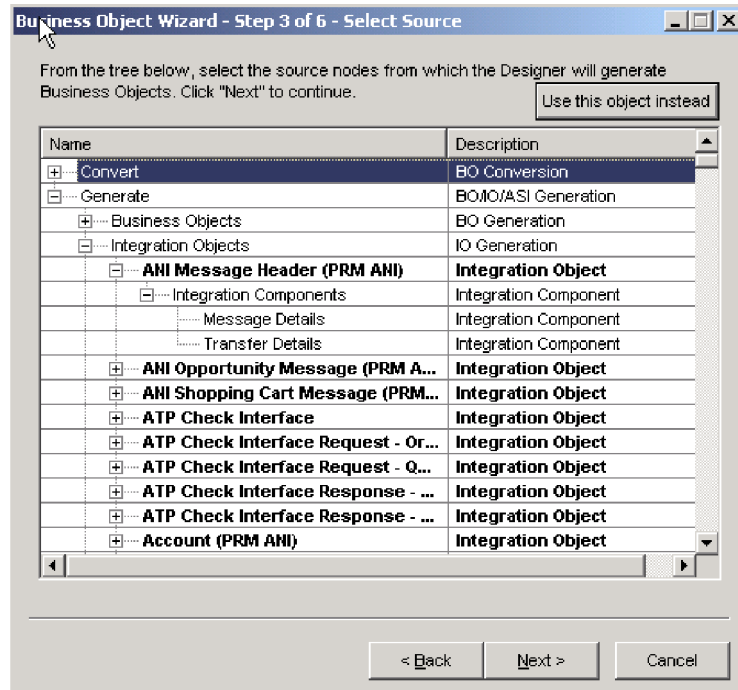 Business Object Wizard - Step 3 of 6 - Select Source
From the tree below, select the source nodes from which the Designer will generate
Business Objects. Click "Next" to continue.
Use this object instead
Name Description
Convert BO Conversion
Generate BO/IO/ASI Generation
Business Objects BO Generation
Integration Objects IO Generation
ANI Message Header (PRM ANI) Integration Object
Integration Components Integration Component
Message Details Integration Component
Transfer Details Integration Component
ANI Opportunity Message (PRM A... Integration Object
ANI Shopping Cart Message (PRM... Integration Object
ATP Check Interface Integration Object
ATP Check Interface Request - Or... Integration Object
ATP Check Interface Request - Q... Integration Object
ATP Check Interface Response - ... Integration Object
ATP Check Interface Response - ... Integration Object
Account (PRM ANI) Integration Object
< Back Next > Cancel